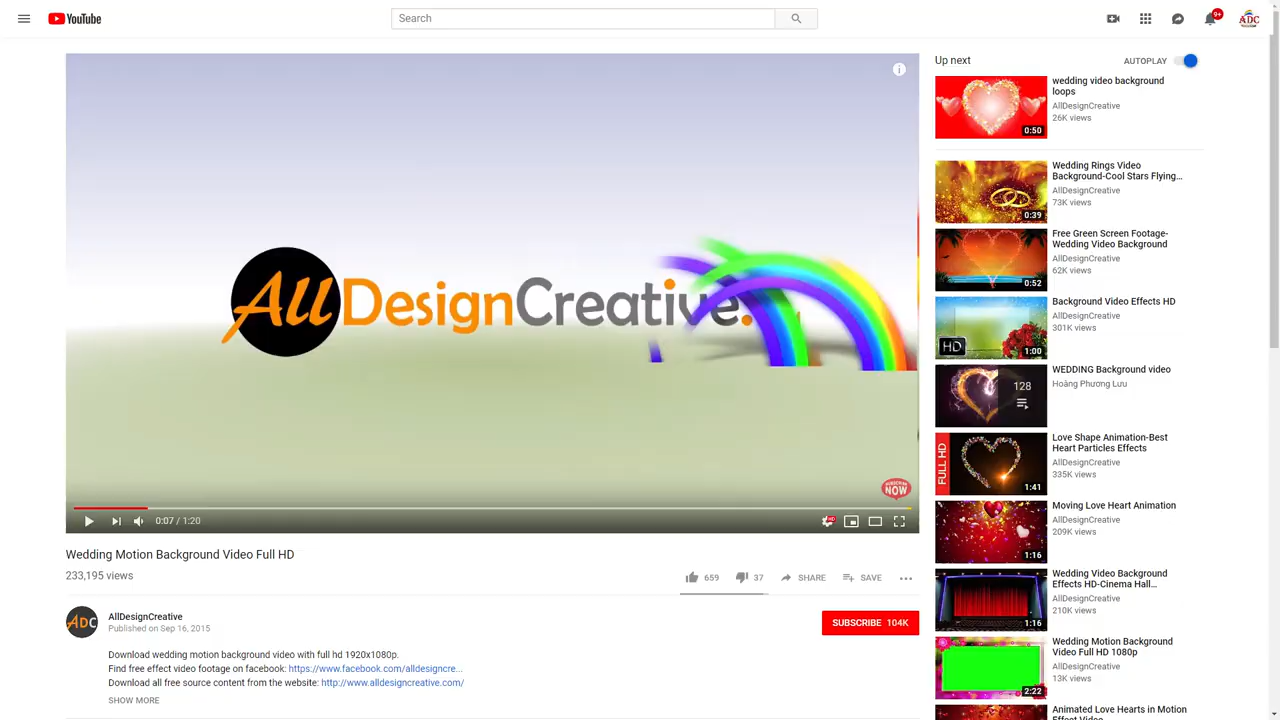 YouTube
Search
9+
ADC
All DesignCreative.
SUBSCRIBE
NOW
0:07 / 1:20
HD
Wedding Motion Background Video Full HD
233,195 views
659
37
SHARE
SAVE
ADC
AllDesignCreative
Published on Sep 16, 2015
SUBSCRIBE 104K
Download wedding motion background video with full hd 1920x1080p.
Find free effect video footage on facebook: https://www.facebook.com/alldesigncre...
Download all free source content from the website: http://www.alldesigncreative.com/
SHOW MORE
Up next
AUTOPLAY
0:50
wedding video background
loops
AllDesignCreative
26K views
0:39
Wedding Rings Video
Background-Cool Stars Flying...
AllDesignCreative
73K views
0:52
Free Green Screen Footage-
Wedding Video Background
AllDesignCreative
62K views
HD
1:00
Background Video Effects HD
AllDesignCreative
301K views
128
WEDDING Background video
Hoàng Phương Lưu
FULL HD
1:41
Love Shape Animation-Best
Heart Particles Effects
AllDesignCreative
335K views
1:16
Moving Love Heart Animation
AllDesignCreative
209K views
1:16
Wedding Video Background
Effects HD-Cinema Hall...
AllDesignCreative
210K views
2:22
Wedding Motion Background
Video Full HD 1080p
AllDesignCreative
13K views
Animated Love Hearts in Motion
Effect Video